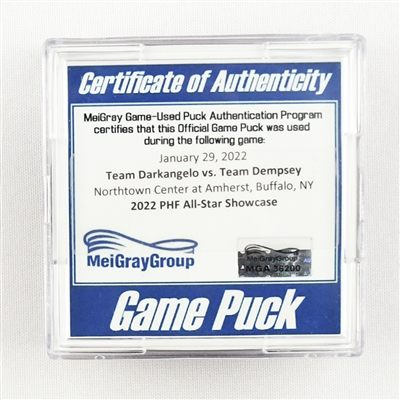 Certificate of Authenticity
MeiGray Game-Used Puck Authentication Program
certifies that this Official Game Puck was used
during the following game:
January 29, 2022
Team Darkangelo vs. Team Dempsey
Northtown Center at Amherst, Buffalo, NY
2022 PHF All-Star Showcase
MeiGrayGroup
MeiGrayGroup
MGA 36200
Game Puck